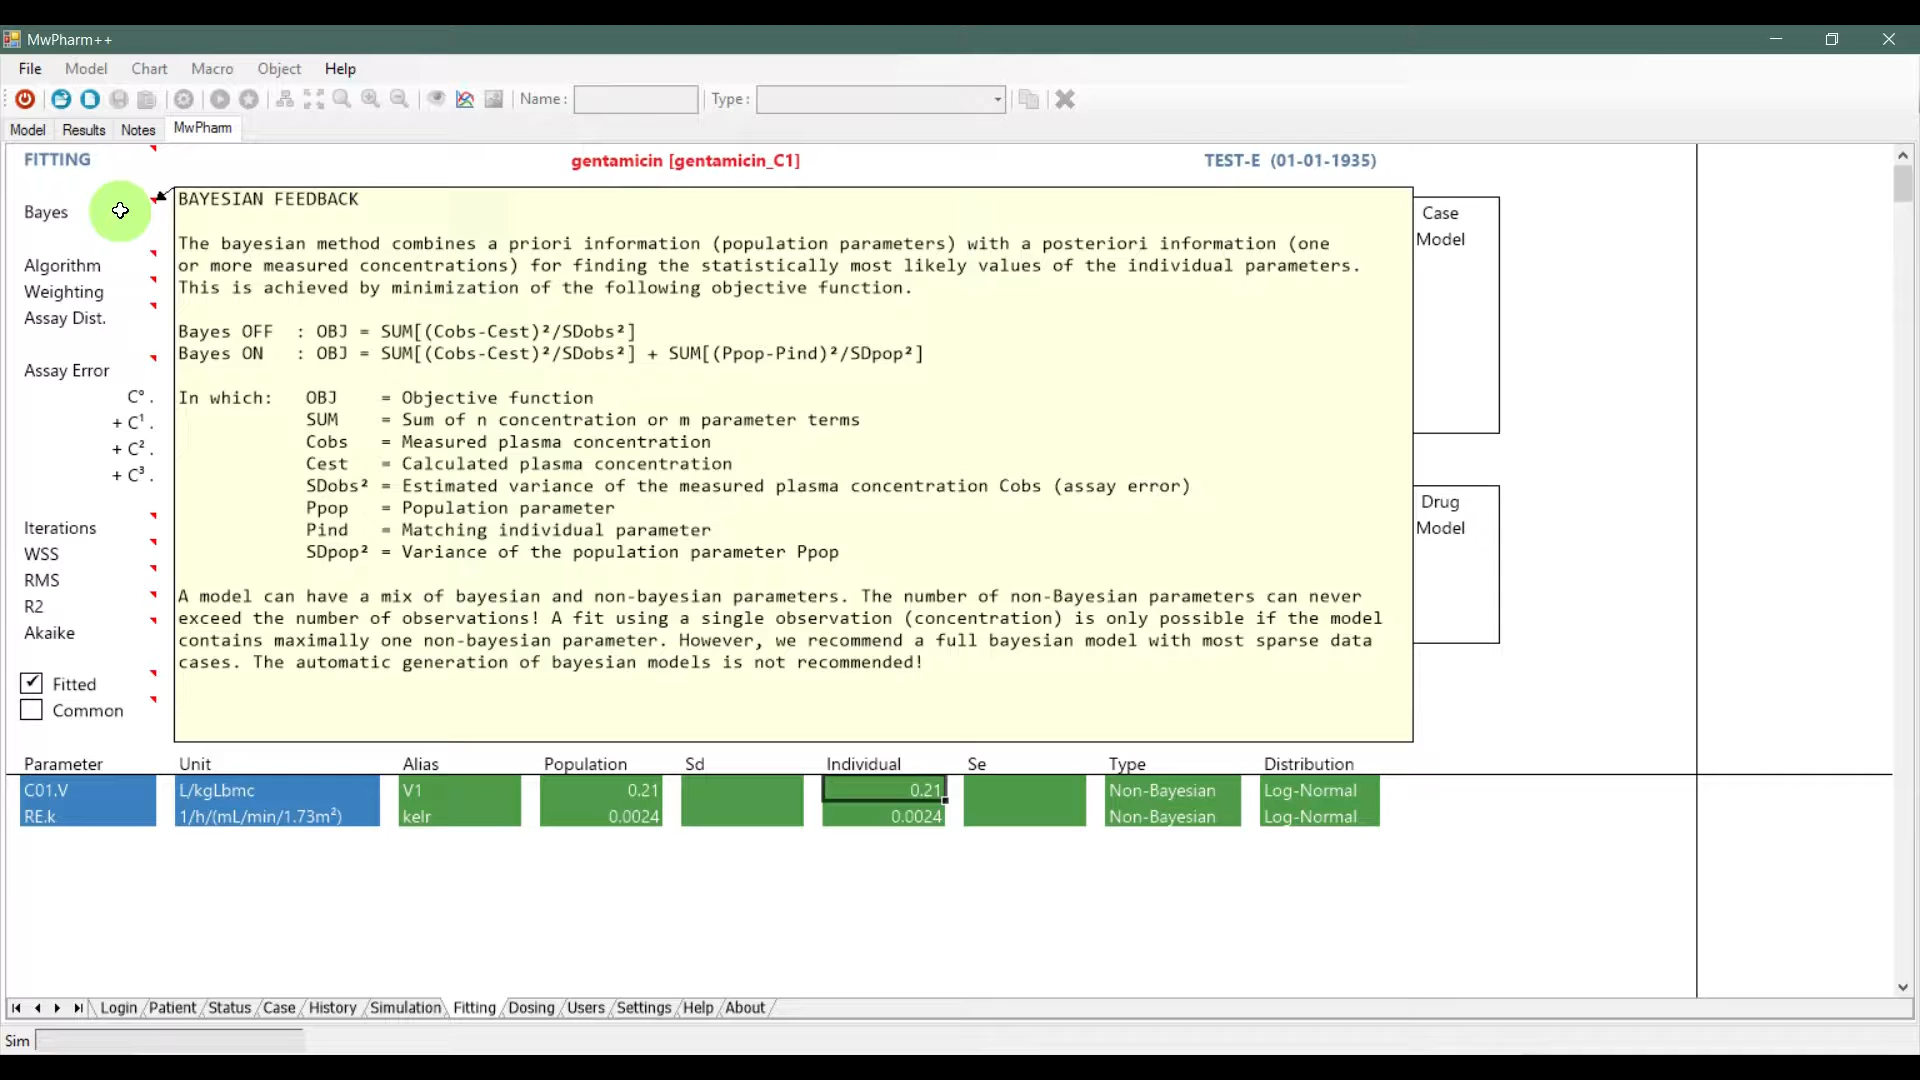 MwPharm++
File Model Chart Macro Object Help
Name: Type:
Model Results Notes MwPharm
FITTING gentamicin [gentamicin_C1] TEST-E (01-01-1935)
Bayes
Algorithm
Weighting
Assay Dist.
Assay Error
C° .
+ C¹ .
+ C² .
+ C³ .
Iterations
WSS
RMS
R2
Akaike
Fitted
Common
BAYESIAN FEEDBACK
The bayesian method combines a priori information (population parameters) with a posteriori information (one
or more measured concentrations) for finding the statistically most likely values of the individual parameters.
This is achieved by minimization of the following objective function.
Bayes OFF : OBJ = SUM[(Cobs-Cest)²/SDobs²]
Bayes ON : OBJ = SUM[(Cobs-Cest)²/SDobs²] + SUM[(Ppop-Pind)²/SDpop²]
In which: OBJ = Objective function
SUM = Sum of n concentration or m parameter terms
Cobs = Measured plasma concentration
Cest = Calculated plasma concentration
SDobs² = Estimated variance of the measured plasma concentration Cobs (assay error)
Ppop = Population parameter
Pind = Matching individual parameter
SDpop² = Variance of the population parameter Ppop
A model can have a mix of bayesian and non-bayesian parameters. The number of non-Bayesian parameters can never
exceed the number of observations! A fit using a single observation (concentration) is only possible if the model
contains maximally one non-bayesian parameter. However, we recommend a full bayesian model with most sparse data
cases. The automatic generation of bayesian models is not recommended!
Case
Model
Drug
Model
Parameter Unit Alias Population Sd Individual Se Type Distribution
C01.V L/kgLbmc V1 0.21 0.21 Non-Bayesian Log-Normal
RE.k 1/h/(mL/min/1.73m²) kelr 0.0024 0.0024 Non-Bayesian Log-Normal
Login Patient Status Case History Simulation Fitting Dosing Users Settings Help About
Sim